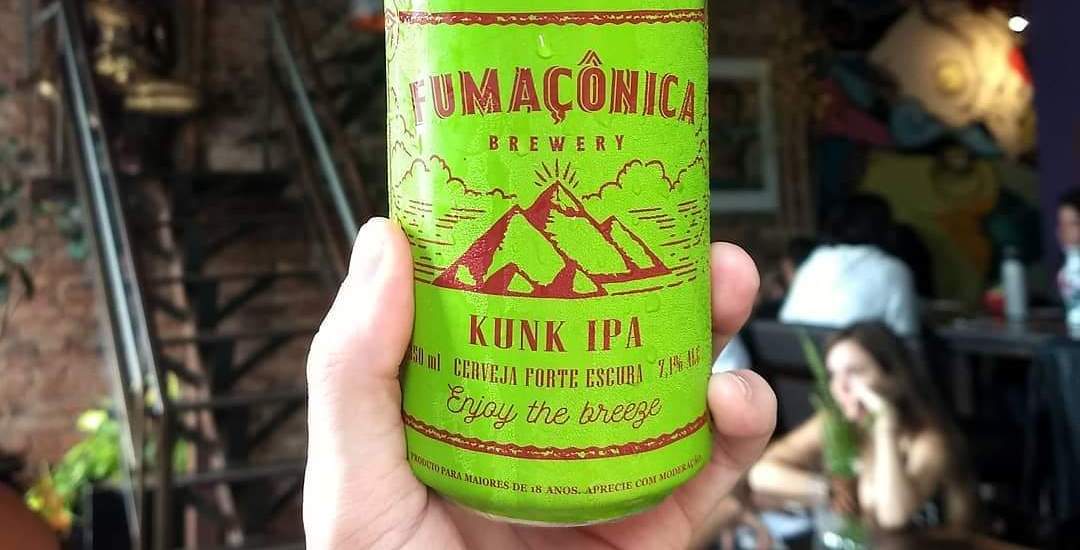 FUMAÇÔNICA
BREWERY
KUNK IPA
ml CERVEJA FORTE ESCURA 7,1% ALC
Enjoy the breeze
PRODUTO PARA MAIORES DE 18 ANOS. APRECIE COM MODERAÇÃO.